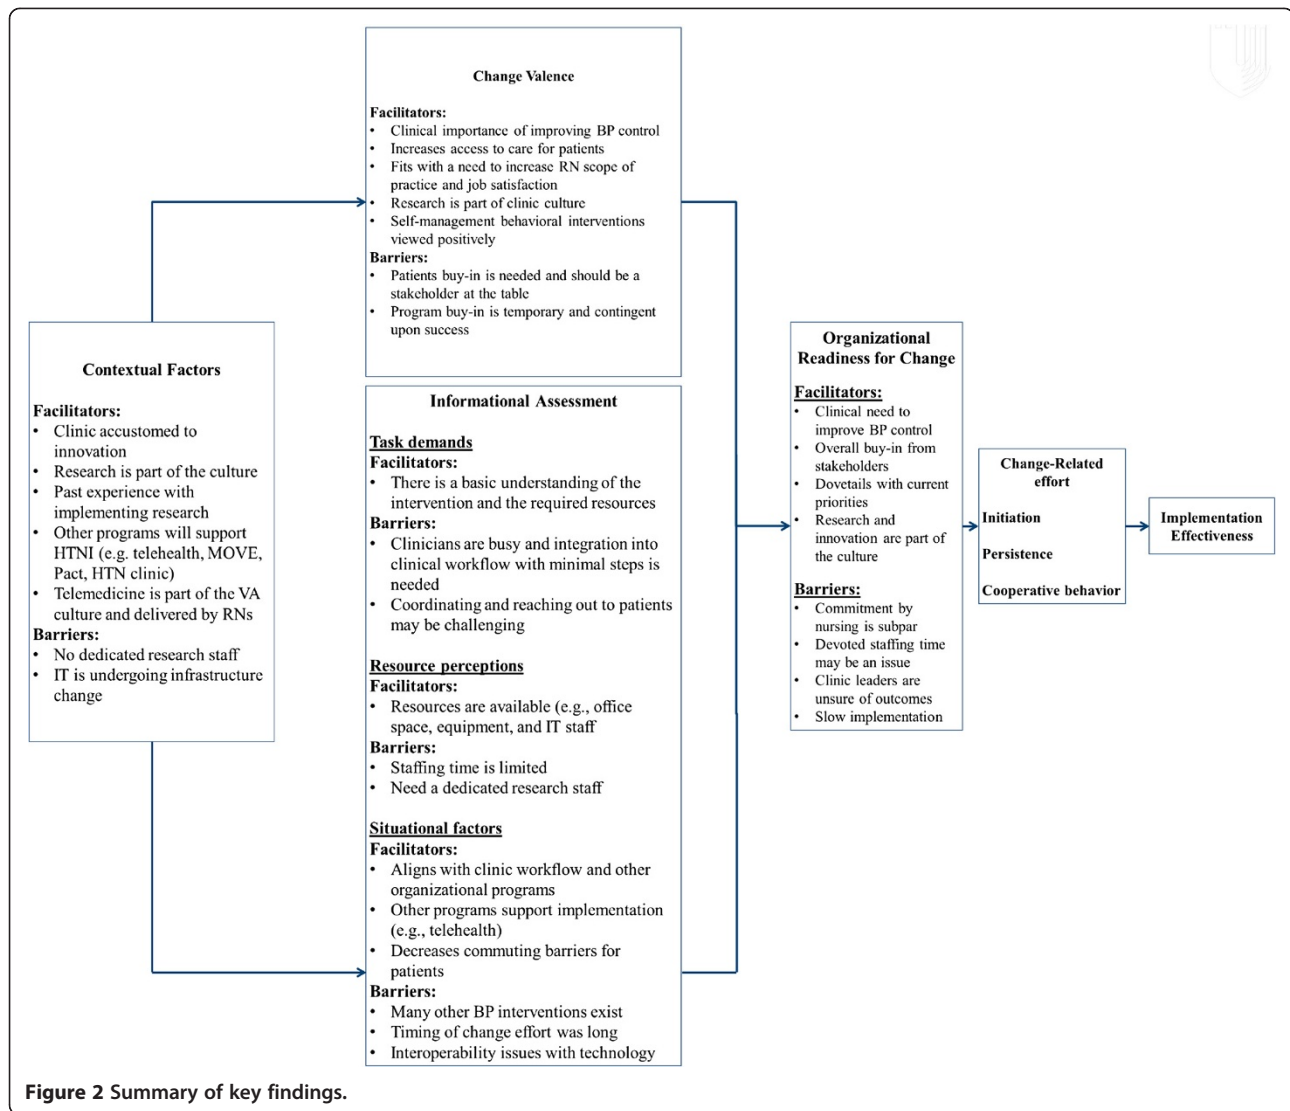 Change Valence
Facilitators:
• Clinical importance of improving BP control
• Increases access to care for patients
• Fits with a need to increase RN scope of
practice and job satisfaction
• Research is part of clinic culture
• Self-management behavioral interventions
viewed positively
Barriers:
• Patients buy-in is needed and should be a
stakeholder at the table
• Program buy-in is temporary and contingent
upon success
Contextual Factors
Facilitators:
• Clinic accustomed to
innovation
• Research is part of the culture
• Past experience with
implementing research
• Other programs will support
HTNI (e.g. telehealth, MOVE,
Pact, HTN clinic)
• Telemedicine is part of the VA
culture and delivered by RNs
Barriers:
• No dedicated research staff
• IT is undergoing infrastructure
change
Informational Assessment
Task demands
Facilitators:
• There is a basic understanding of the
intervention and the required resources
Barriers:
• Clinicians are busy and integration into
clinical workflow with minimal steps is
needed
• Coordinating and reaching out to patients
may be challenging
Resource perceptions
Facilitators:
• Resources are available (e.g., office
space, equipment, and IT staff
Barriers:
• Staffing time is limited
• Need a dedicated research staff
Situational factors
Facilitators:
• Aligns with clinic workflow and other
organizational programs
• Other programs support implementation
(e.g., telehealth)
• Decreases commuting barriers for
patients
Barriers:
• Many other BP interventions exist
• Timing of change effort was long
• Interoperability issues with technology
Organizational
Readiness for Change
Facilitators:
• Clinical need to
improve BP control
• Overall buy-in from
stakeholders
• Dovetails with current
priorities
• Research and
innovation are part of
the culture
Barriers:
• Commitment by
nursing is subpar
• Devoted staffing time
may be an issue
• Clinic leaders are
unsure of outcomes
• Slow implementation
Change-Related
effort
Initiation
Persistence
Cooperative behavior
Implementation
Effectiveness
Figure 2 Summary of key findings.